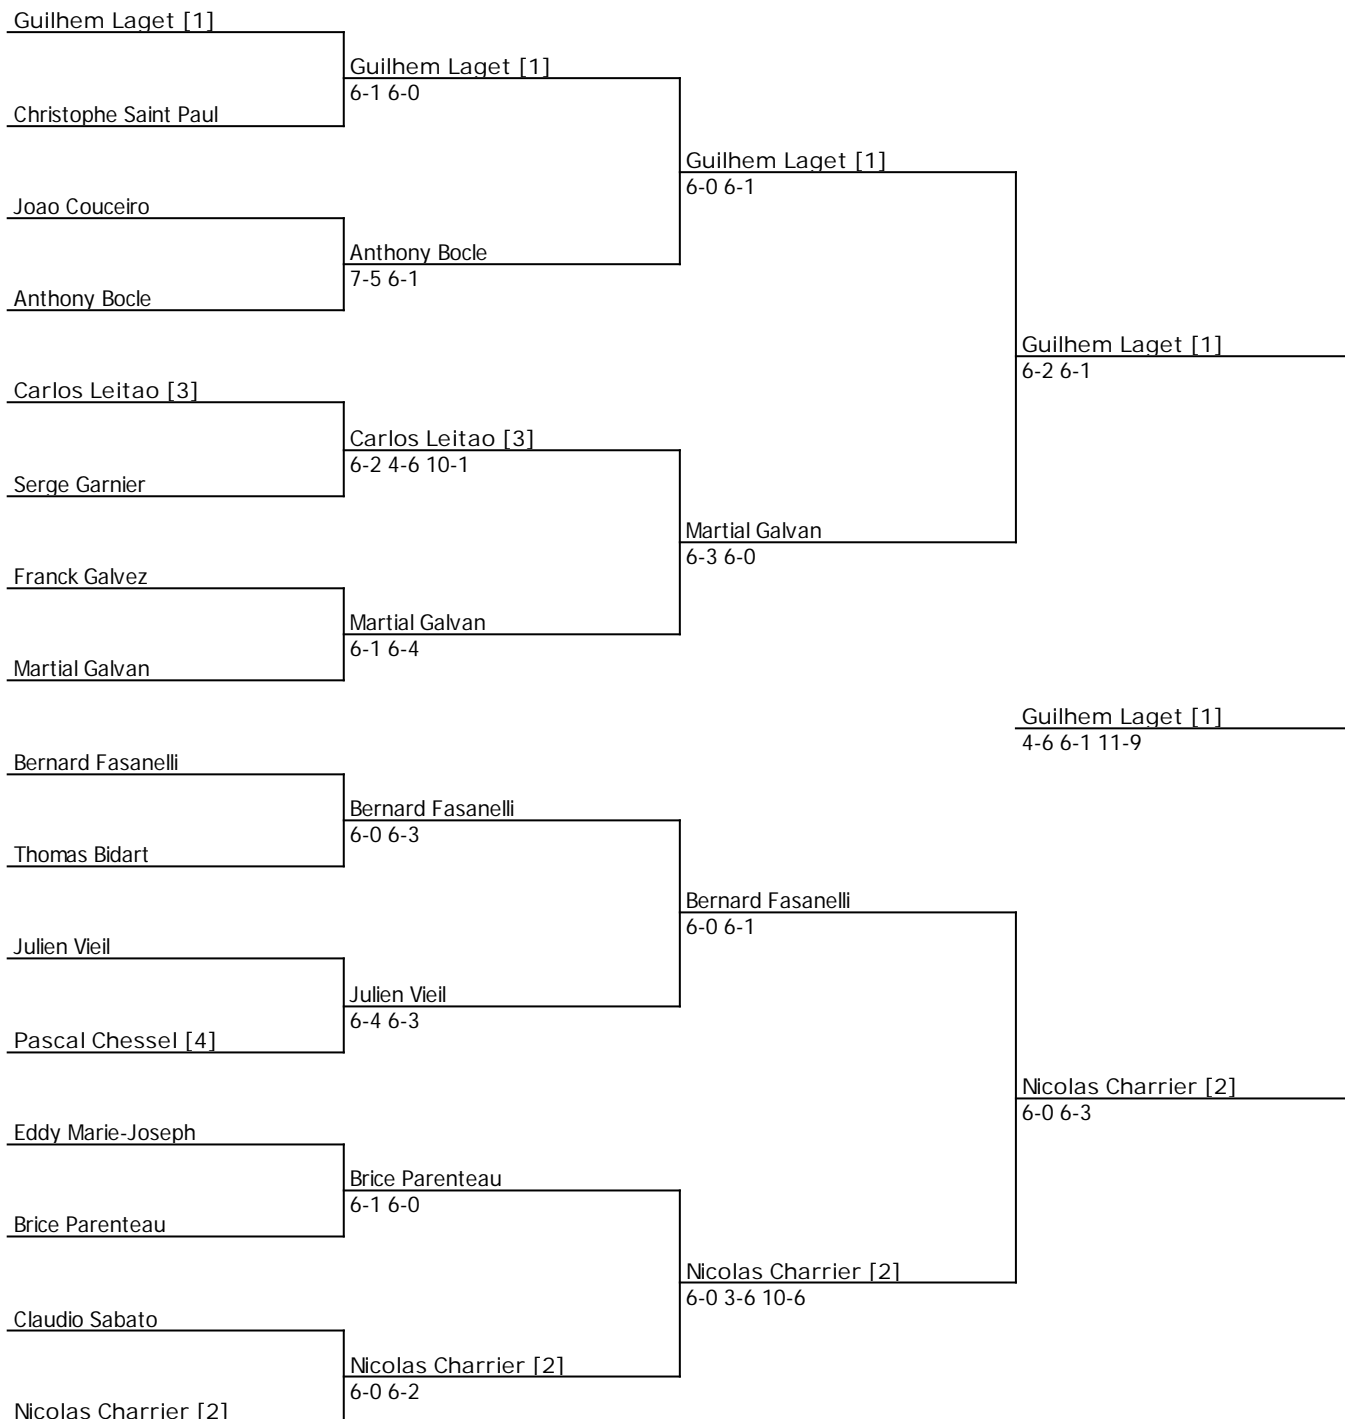 Guilhem Laget [1]
Guilhem Laget [1]
6-1 6-0
Christophe Saint Paul
Guilhem Laget [1]
6-0 6-1
Joao Couceiro
Anthony Bocle
7-5 6-1
Anthony Bocle
Guilhem Laget [1]
6-2 6-1
Carlos Leitao [3]
Carlos Leitao [3]
6-2 4-6 10-1
Serge Garnier
Martial Galvan
6-3 6-0
Franck Galvez
Martial Galvan
6-1 6-4
Martial Galvan
Guilhem Laget [1]
4-6 6-1 11-9
Bernard Fasanelli
Bernard Fasanelli
6-0 6-3
Thomas Bidart
Bernard Fasanelli
6-0 6-1
Julien Vieil
Julien Vieil
6-4 6-3
Pascal Chessel [4]
Nicolas Charrier [2]
6-0 6-3
Eddy Marie-Joseph
Brice Parenteau
6-1 6-0
Brice Parenteau
Nicolas Charrier [2]
6-0 3-6 10-6
Claudio Sabato
Nicolas Charrier [2]
6-0 6-2
Nicolas Charrier [2]